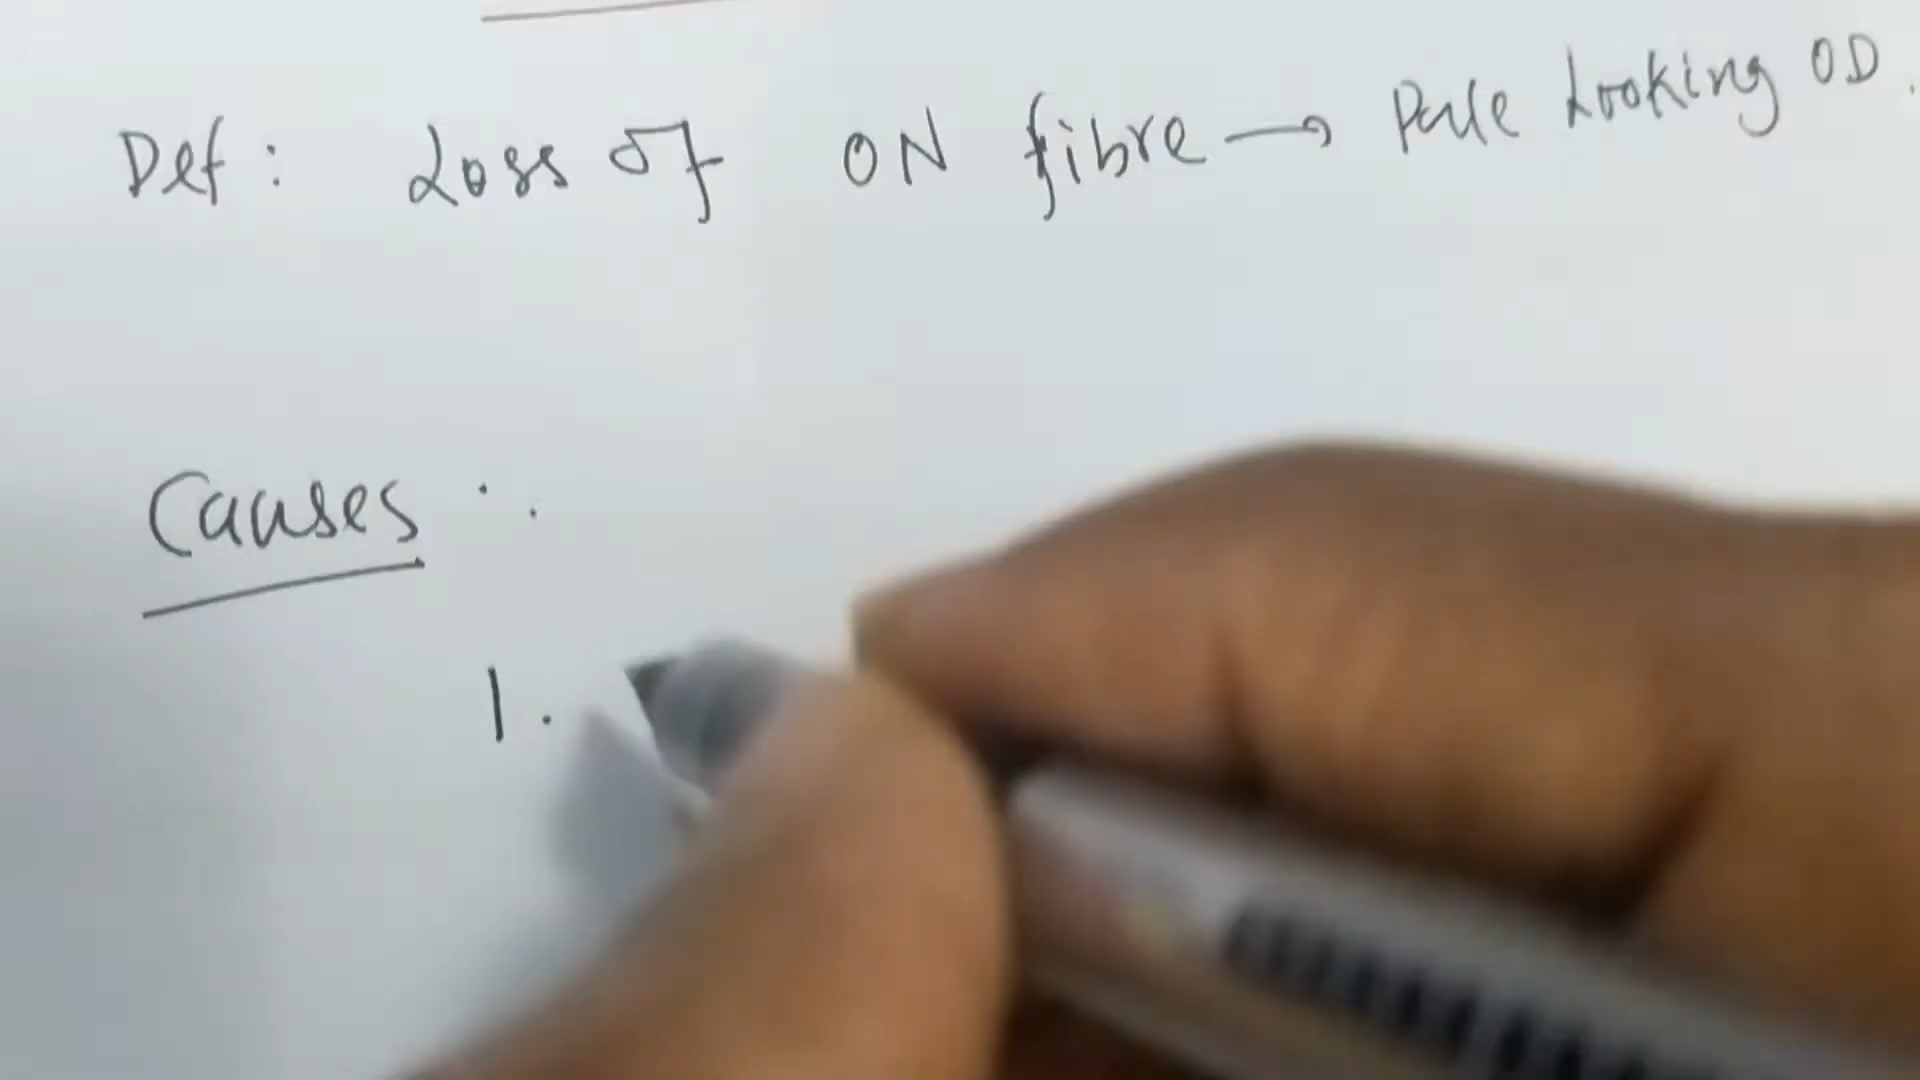 Def : Loss of ON fibre → Pale Looking OD.
Causes :
1.